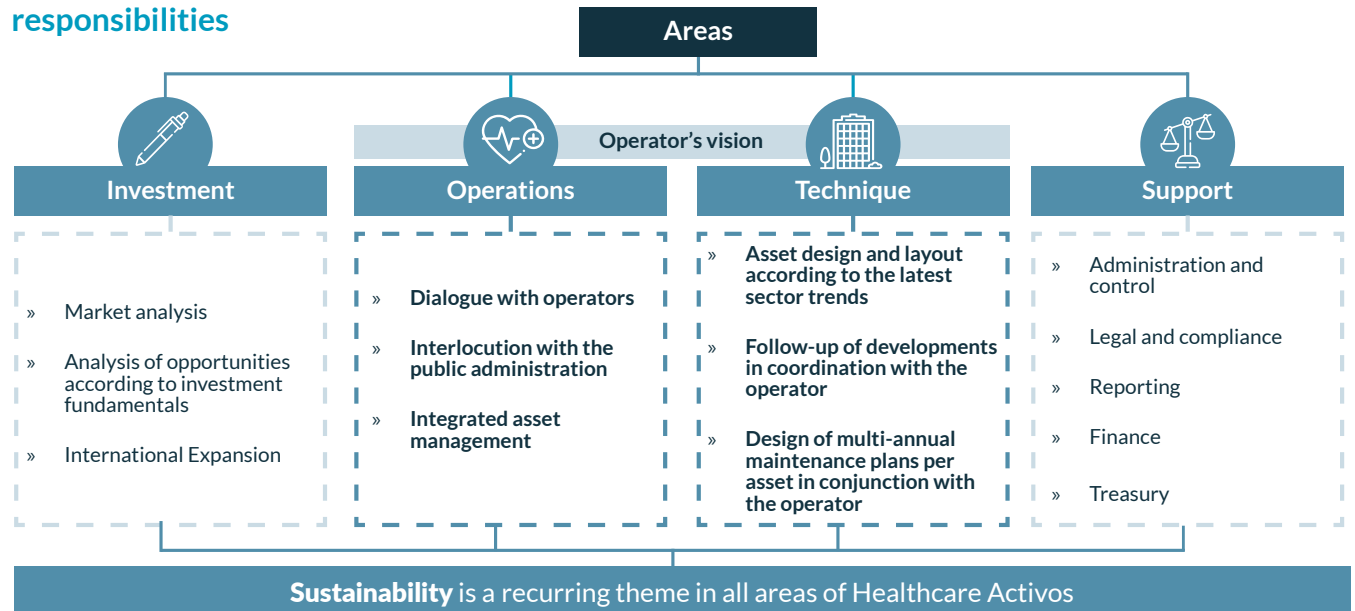 responsibilities
Areas
Operator’s vision
Investment
» Market analysis
» Analysis of opportunities
according to investment
fundamentals
» International Expansion
Operations
» Dialogue with operators
» Interlocution with the
public administration
» Integrated asset
management
Technique
» Asset design and layout
according to the latest
sector trends
» Follow-up of developments
in coordination with the
operator
» Design of multi-annual
maintenance plans per
asset in conjunction with
the operator
Support
» Administration and
control
» Legal and compliance
» Reporting
» Finance
» Treasury
Sustainability is a recurring theme in all areas of Healthcare Activos